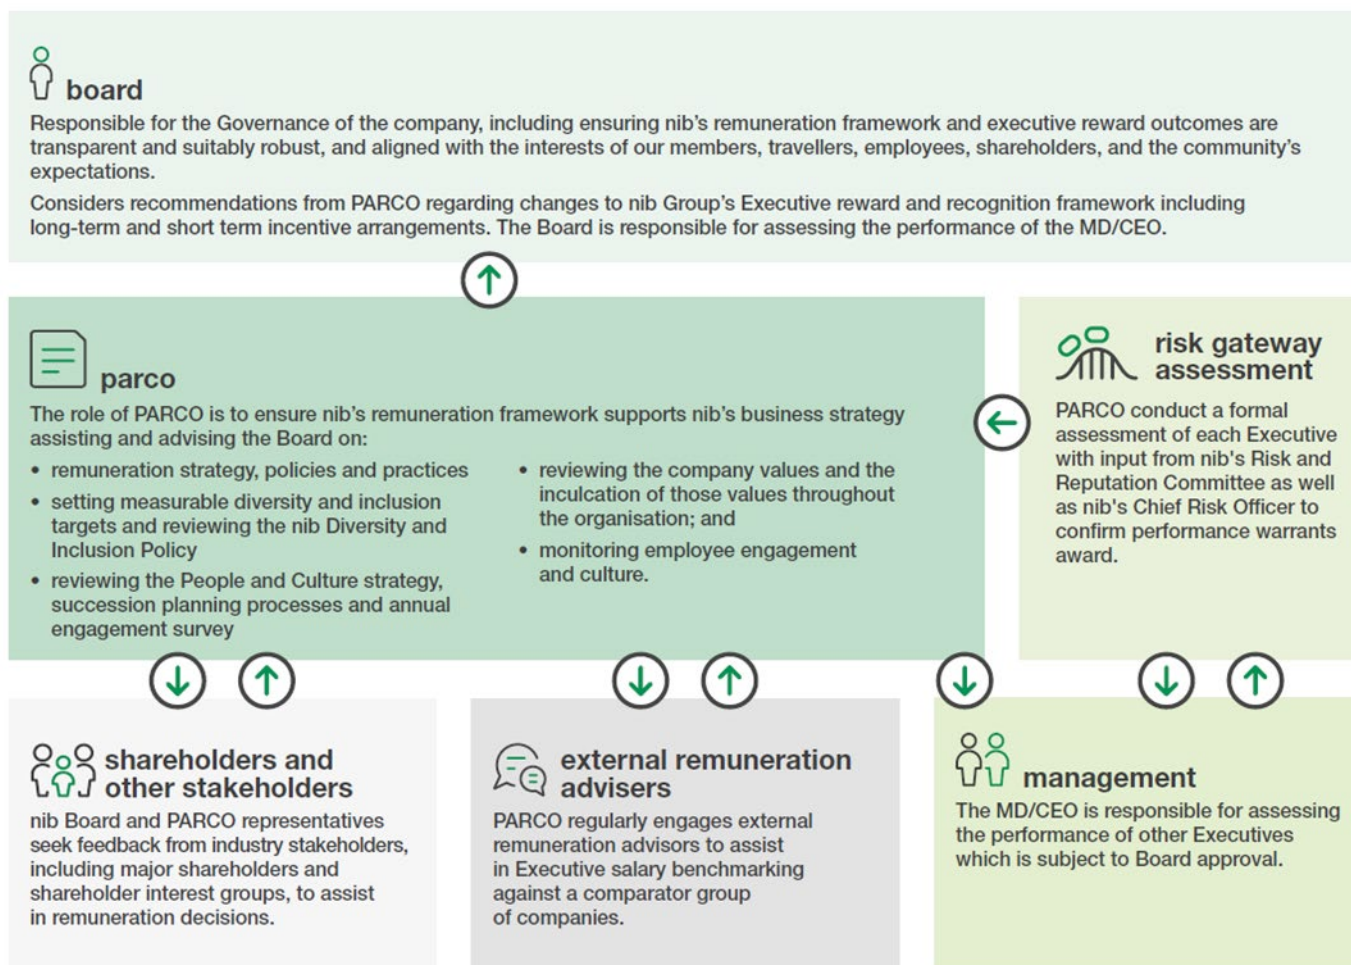 board
Responsible for the Governance of the company, including ensuring nib's remuneration framework and executive reward outcomes are
transparent and suitably robust, and aligned with the interests of our members, travellers, employees, shareholders, and the community's
expectations.
Considers recommendations from PARCO regarding changes to nib Group's Executive reward and recognition framework including
long-term and short term incentive arrangements. The Board is responsible for assessing the performance of the MD/CEO.
parco
The role of PARCO is to ensure nib's remuneration framework supports nib's business strategy
assisting and advising the Board on:
• remuneration strategy, policies and practices
• setting measurable diversity and inclusion
targets and reviewing the nib Diversity and
Inclusion Policy
• reviewing the People and Culture strategy,
succession planning processes and annual
engagement survey
• reviewing the company values and the
inculcation of those values throughout
the organisation; and
• monitoring employee engagement
and culture.
risk gateway
assessment
PARCO conduct a formal
assessment of each Executive
with input from nib's Risk and
Reputation Committee as well
as nib's Chief Risk Officer to
confirm performance warrants
award.
shareholders and
other stakeholders
nib Board and PARCO representatives
seek feedback from industry stakeholders,
including major shareholders and
shareholder interest groups, to assist
in remuneration decisions.
external remuneration
advisers
PARCO regularly engages external
remuneration advisors to assist
in Executive salary benchmarking
against a comparator group
of companies.
management
The MD/CEO is responsible for assessing
the performance of other Executives
which is subject to Board approval.